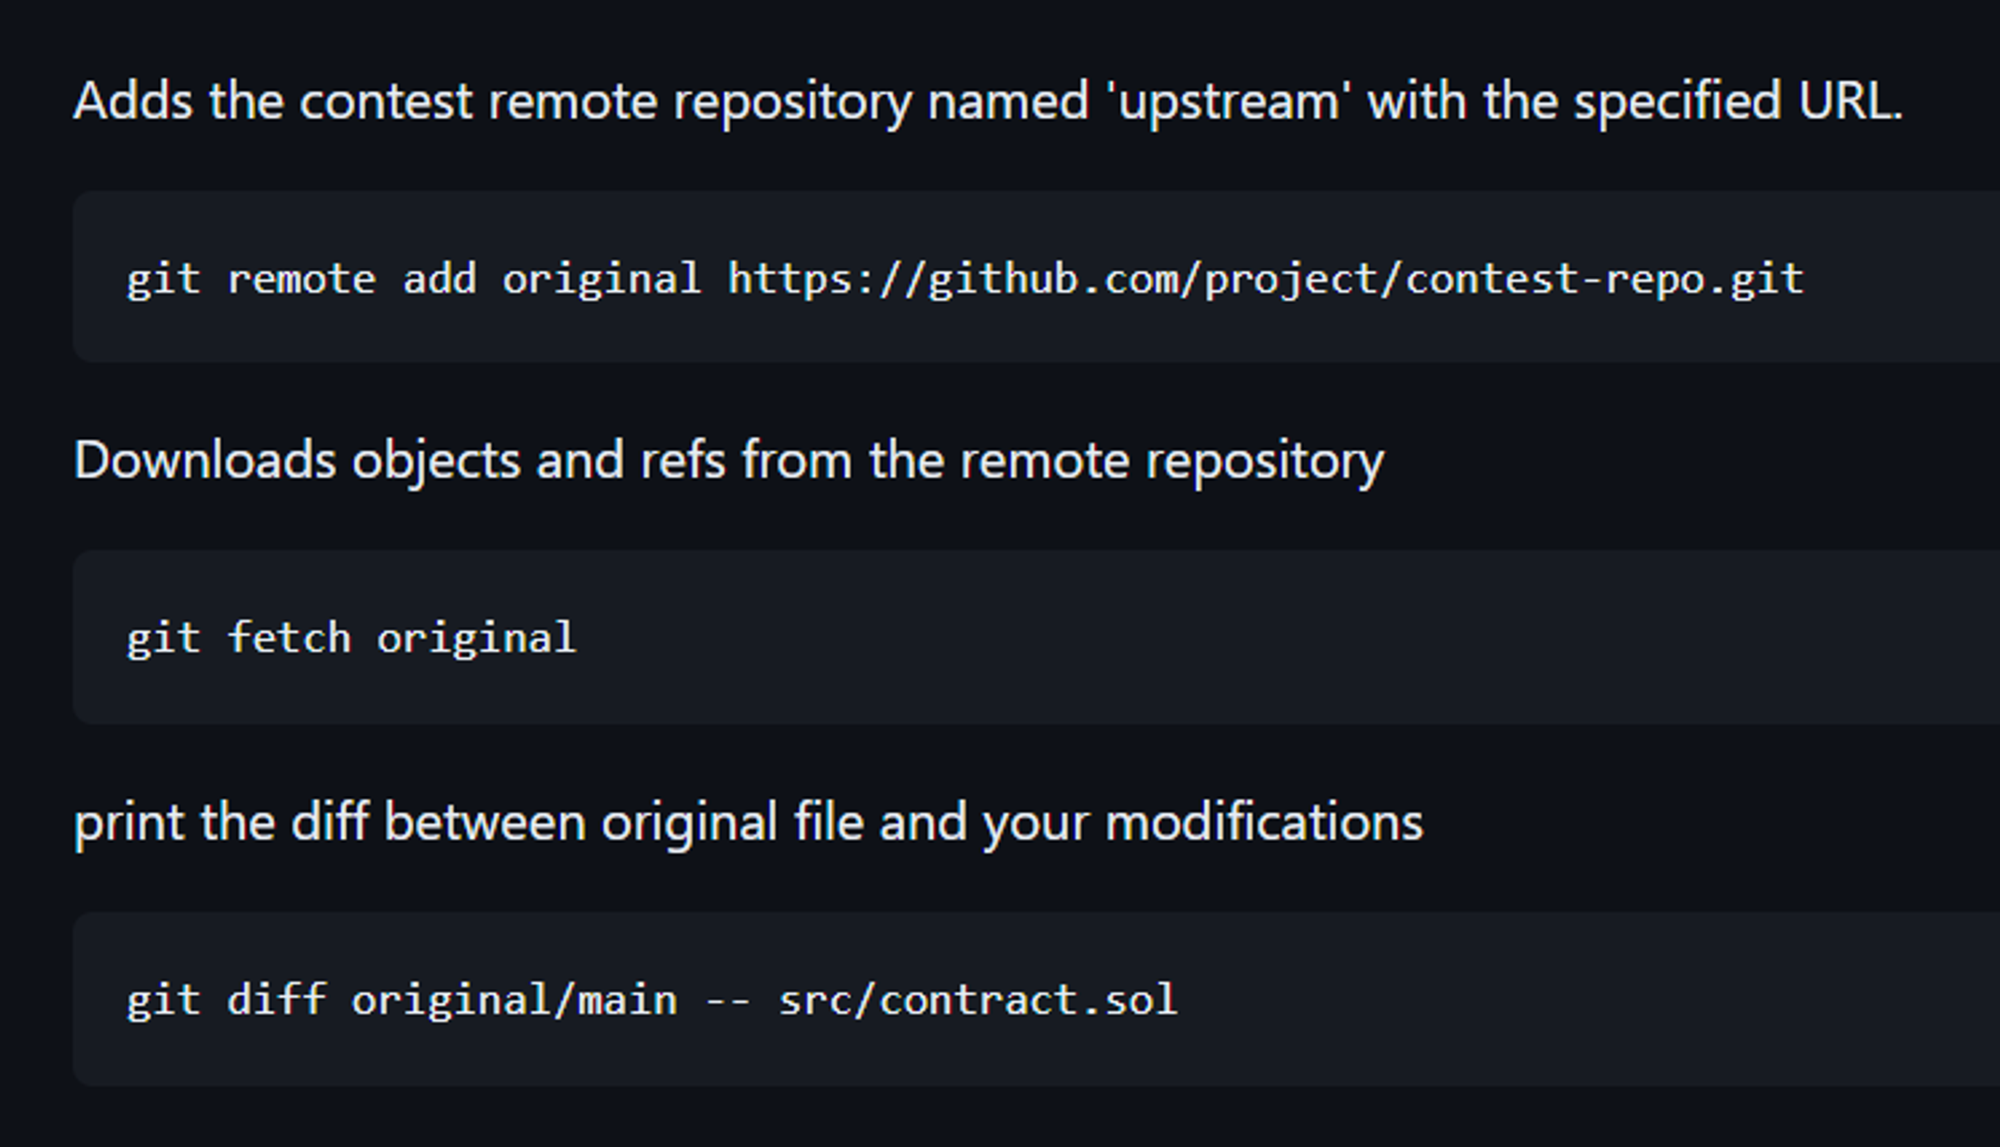 Adds the contest remote repository named 'upstream' with the specified URL.
git remote add original https://github.com/project/contest-repo.git
Downloads objects and refs from the remote repository
git fetch original
print the diff between original file and your modifications
git diff original/main -- src/contract.sol